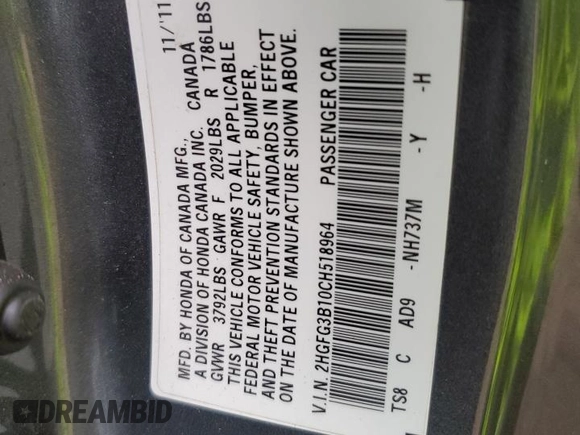 MFD. BY HONDA OF CANADA MFG., 11/'11
A DIVISION OF HONDA CANADA INC. CANADA
GVWR 3792LBS GAWR F 2029LBS R 1786LBS
THIS VEHICLE CONFORMS TO ALL APPLICABLE
FEDERAL MOTOR VEHICLE SAFETY, BUMPER,
AND THEFT PREVENTION STANDARDS IN EFFECT
ON THE DATE OF MANUFACTURE SHOWN ABOVE.
V.I.N. 2HGFG3B10CH518964 PASSENGER CAR
TS8 C AD9 -NH737M -Y -H
DREAMBID